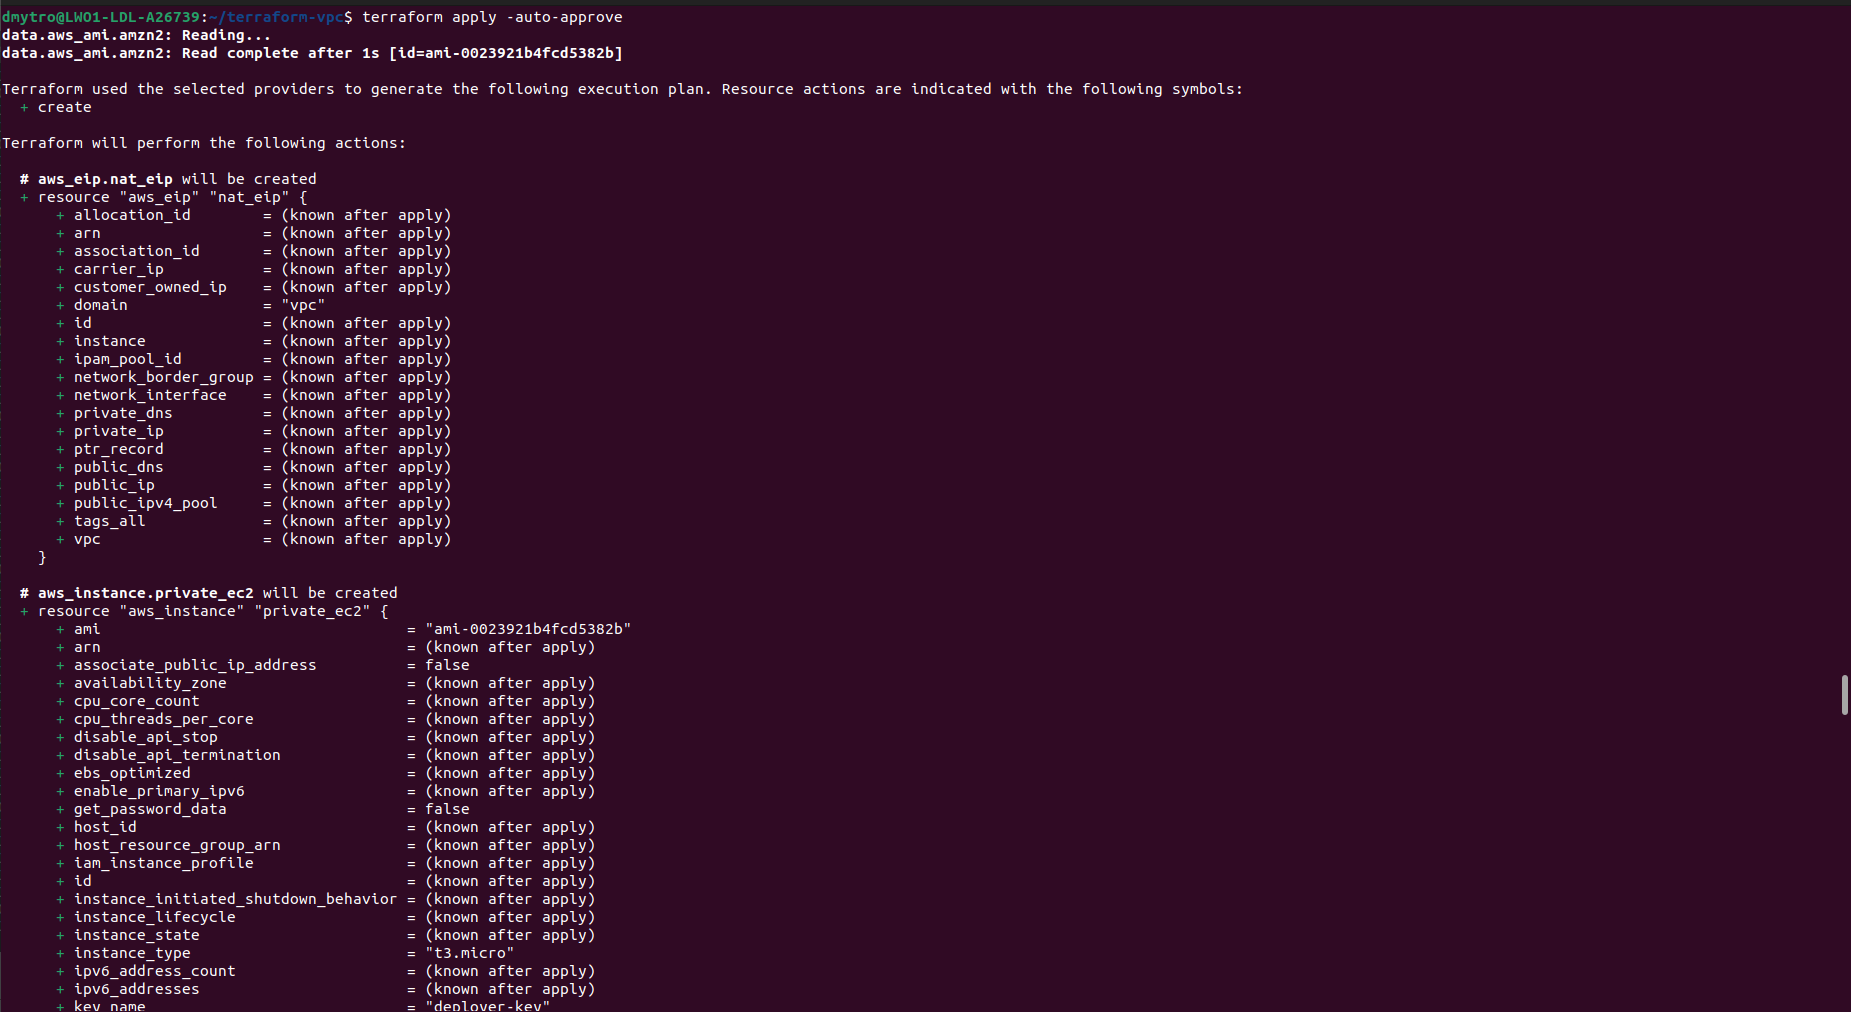 dmytro@LWO1-LDL-A26739:~/terraform-vpc$ terraform apply -auto-approve
data.aws_ami.amzn2: Reading...
data.aws_ami.amzn2: Read complete after 1s [id=ami-0023921b4fcd5382b]
Terraform used the selected providers to generate the following execution plan. Resource actions are indicated with the following symbols:
+ create
Terraform will perform the following actions:
# aws_eip.nat_eip will be created
+ resource "aws_eip" "nat_eip" {
+ allocation_id = (known after apply)
+ arn = (known after apply)
+ association_id = (known after apply)
+ carrier_ip = (known after apply)
+ customer_owned_ip = (known after apply)
+ domain = "vpc"
+ id = (known after apply)
+ instance = (known after apply)
+ ipam_pool_id = (known after apply)
+ network_border_group = (known after apply)
+ network_interface = (known after apply)
+ private_dns = (known after apply)
+ private_ip = (known after apply)
+ ptr_record = (known after apply)
+ public_dns = (known after apply)
+ public_ip = (known after apply)
+ public_ipv4_pool = (known after apply)
+ tags_all = (known after apply)
+ vpc = (known after apply)
}
# aws_instance.private_ec2 will be created
+ resource "aws_instance" "private_ec2" {
+ ami = "ami-0023921b4fcd5382b"
+ arn = (known after apply)
+ associate_public_ip_address = false
+ availability_zone = (known after apply)
+ cpu_core_count = (known after apply)
+ cpu_threads_per_core = (known after apply)
+ disable_api_stop = (known after apply)
+ disable_api_termination = (known after apply)
+ ebs_optimized = (known after apply)
+ enable_primary_ipv6 = (known after apply)
+ get_password_data = false
+ host_id = (known after apply)
+ host_resource_group_arn = (known after apply)
+ iam_instance_profile = (known after apply)
+ id = (known after apply)
+ instance_initiated_shutdown_behavior = (known after apply)
+ instance_lifecycle = (known after apply)
+ instance_state = (known after apply)
+ instance_type = "t3.micro"
+ ipv6_address_count = (known after apply)
+ ipv6_addresses = (known after apply)
+ key_name = "deployer-key"